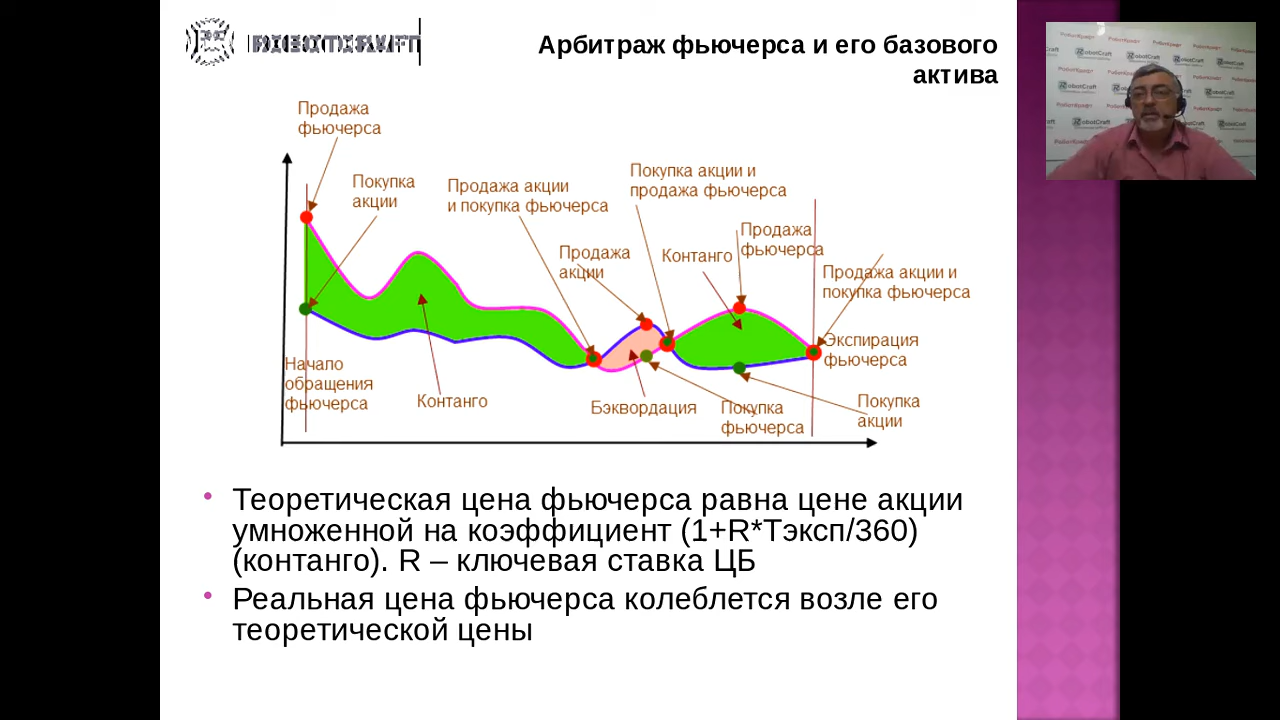 Арбитраж фьючерса и его базового
актива
Продажа
фьючерса
Покупка
акции
Продажа акции
и покупка фьючерса
Покупка акции и
продажа фьючерса
Продажа
акции
Контанго
Продажа
фьючерса
Продажа акции и
покупка фьючерса
Экспирация
фьючерса
Начало
обращения
фьючерса
Контанго
Бэквордация
Покупка
фьючерса
Покупка
акции
• Теоретическая цена фьючерса равна цене акции
умноженной на коэффициент (1+R*Tэксп/360)
(контанго). R – ключевая ставка ЦБ
• Реальная цена фьючерса колеблется возле его
теоретической цены
RobotCraft